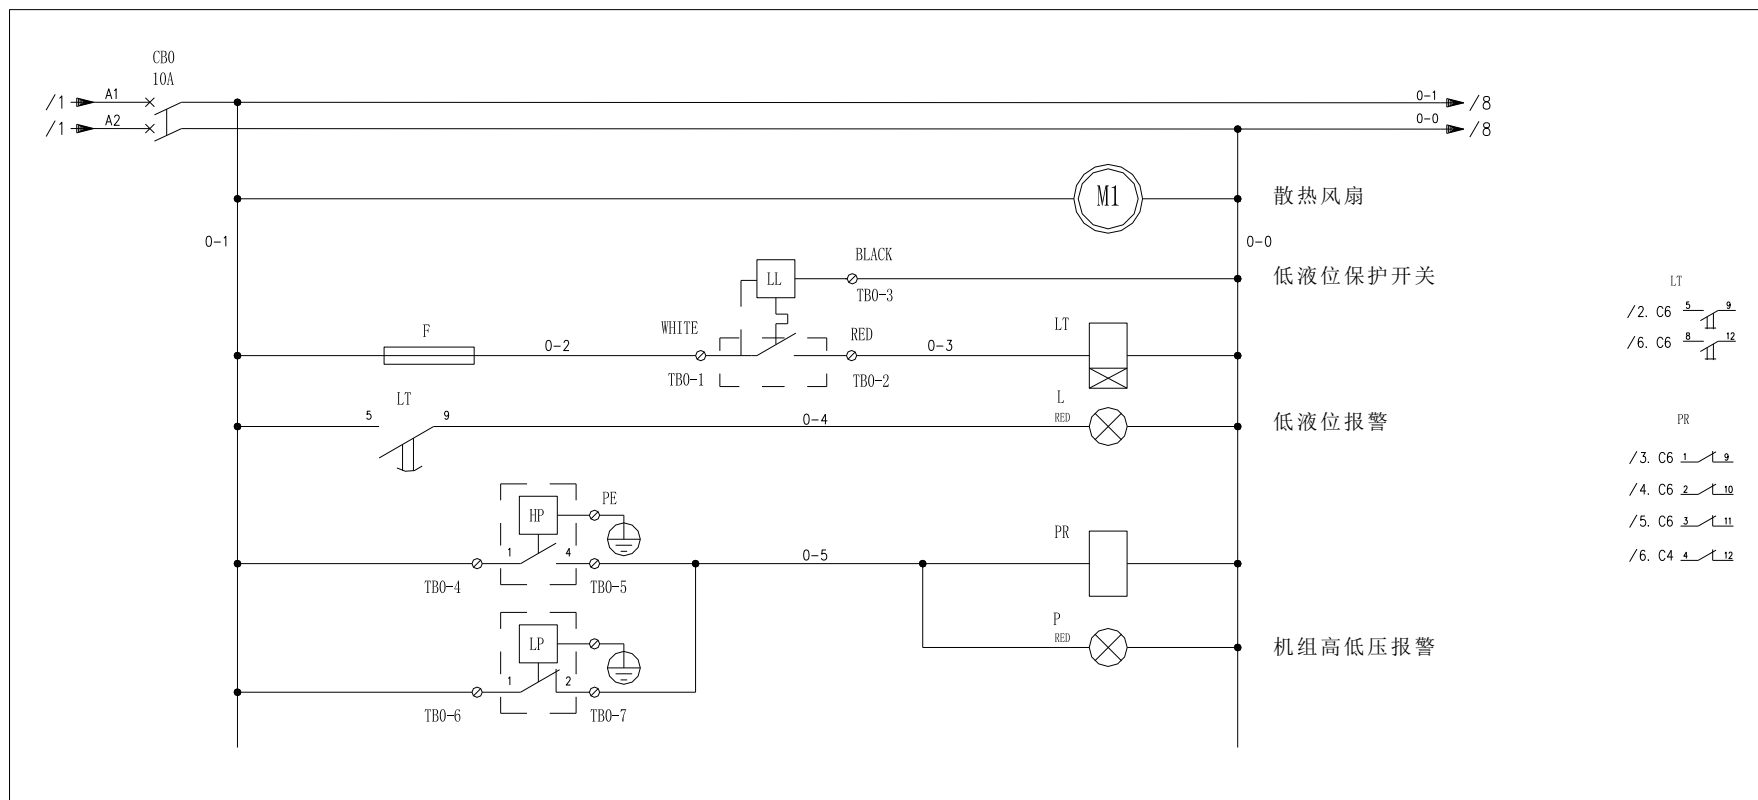 CB0
10A
/1 A1 0-1 /8
/1 A2 0-0 /8
M1 散热风扇
0-1 0-0
BLACK
LL 低液位保护开关
TB0-3
LT
/2. C6 5 9
/6. C6 8 12
F WHITE RED LT
0-2 0-3
TB0-1 TB0-2
LT L
5 9 0-4 RED 低液位报警
PR
/3. C6 1 9
/4. C6 2 10
/5. C6 3 11
/6. C4 4 12
HP PE
1 4 0-5 PR
TB0-4 TB0-5
P
LP RED 机组高低压报警
1 2
TB0-6 TB0-7